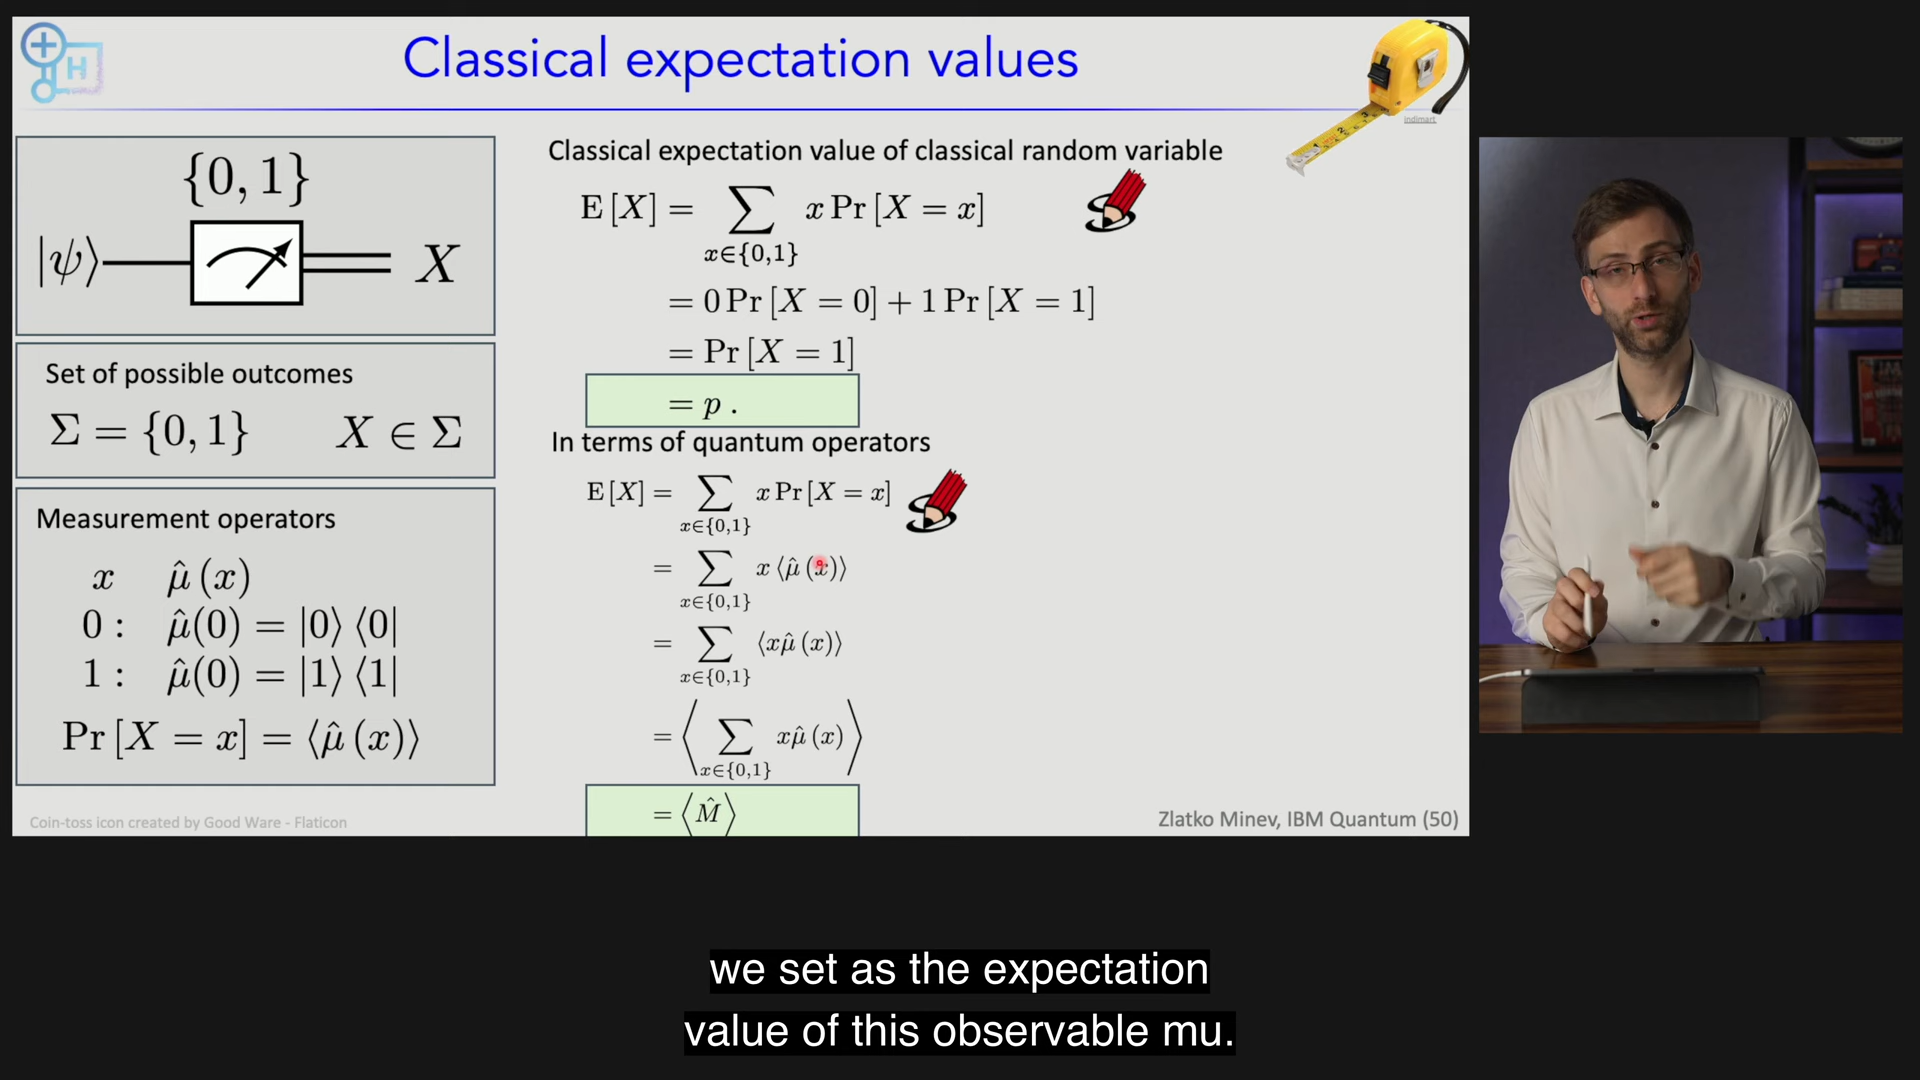 Classical expectation values
H
indimart
{0, 1}
|ψ⟩ X
Set of possible outcomes
Σ = {0, 1} X ∈ Σ
Measurement operators
x μ̂ (x)
0 : μ̂(0) = |0⟩ ⟨0|
1 : μ̂(0) = |1⟩ ⟨1|
Pr [X = x] = ⟨μ̂ (x)⟩
Coin-toss icon created by Good Ware - Flaticon
Classical expectation value of classical random variable
E [X] = ∑ x Pr [X = x]
x∈{0,1}
= 0 Pr [X = 0] + 1 Pr [X = 1]
= Pr [X = 1]
= p .
In terms of quantum operators
E [X] = ∑ x Pr [X = x]
x∈{0,1}
= ∑ x ⟨μ̂ (x)⟩
x∈{0,1}
= ∑ ⟨xμ̂ (x)⟩
x∈{0,1}
= ⟨ ∑ xμ̂ (x) ⟩
x∈{0,1}
= ⟨M̂⟩
Zlatko Minev, IBM Quantum (50)
we set as the expectation
value of this observable mu.